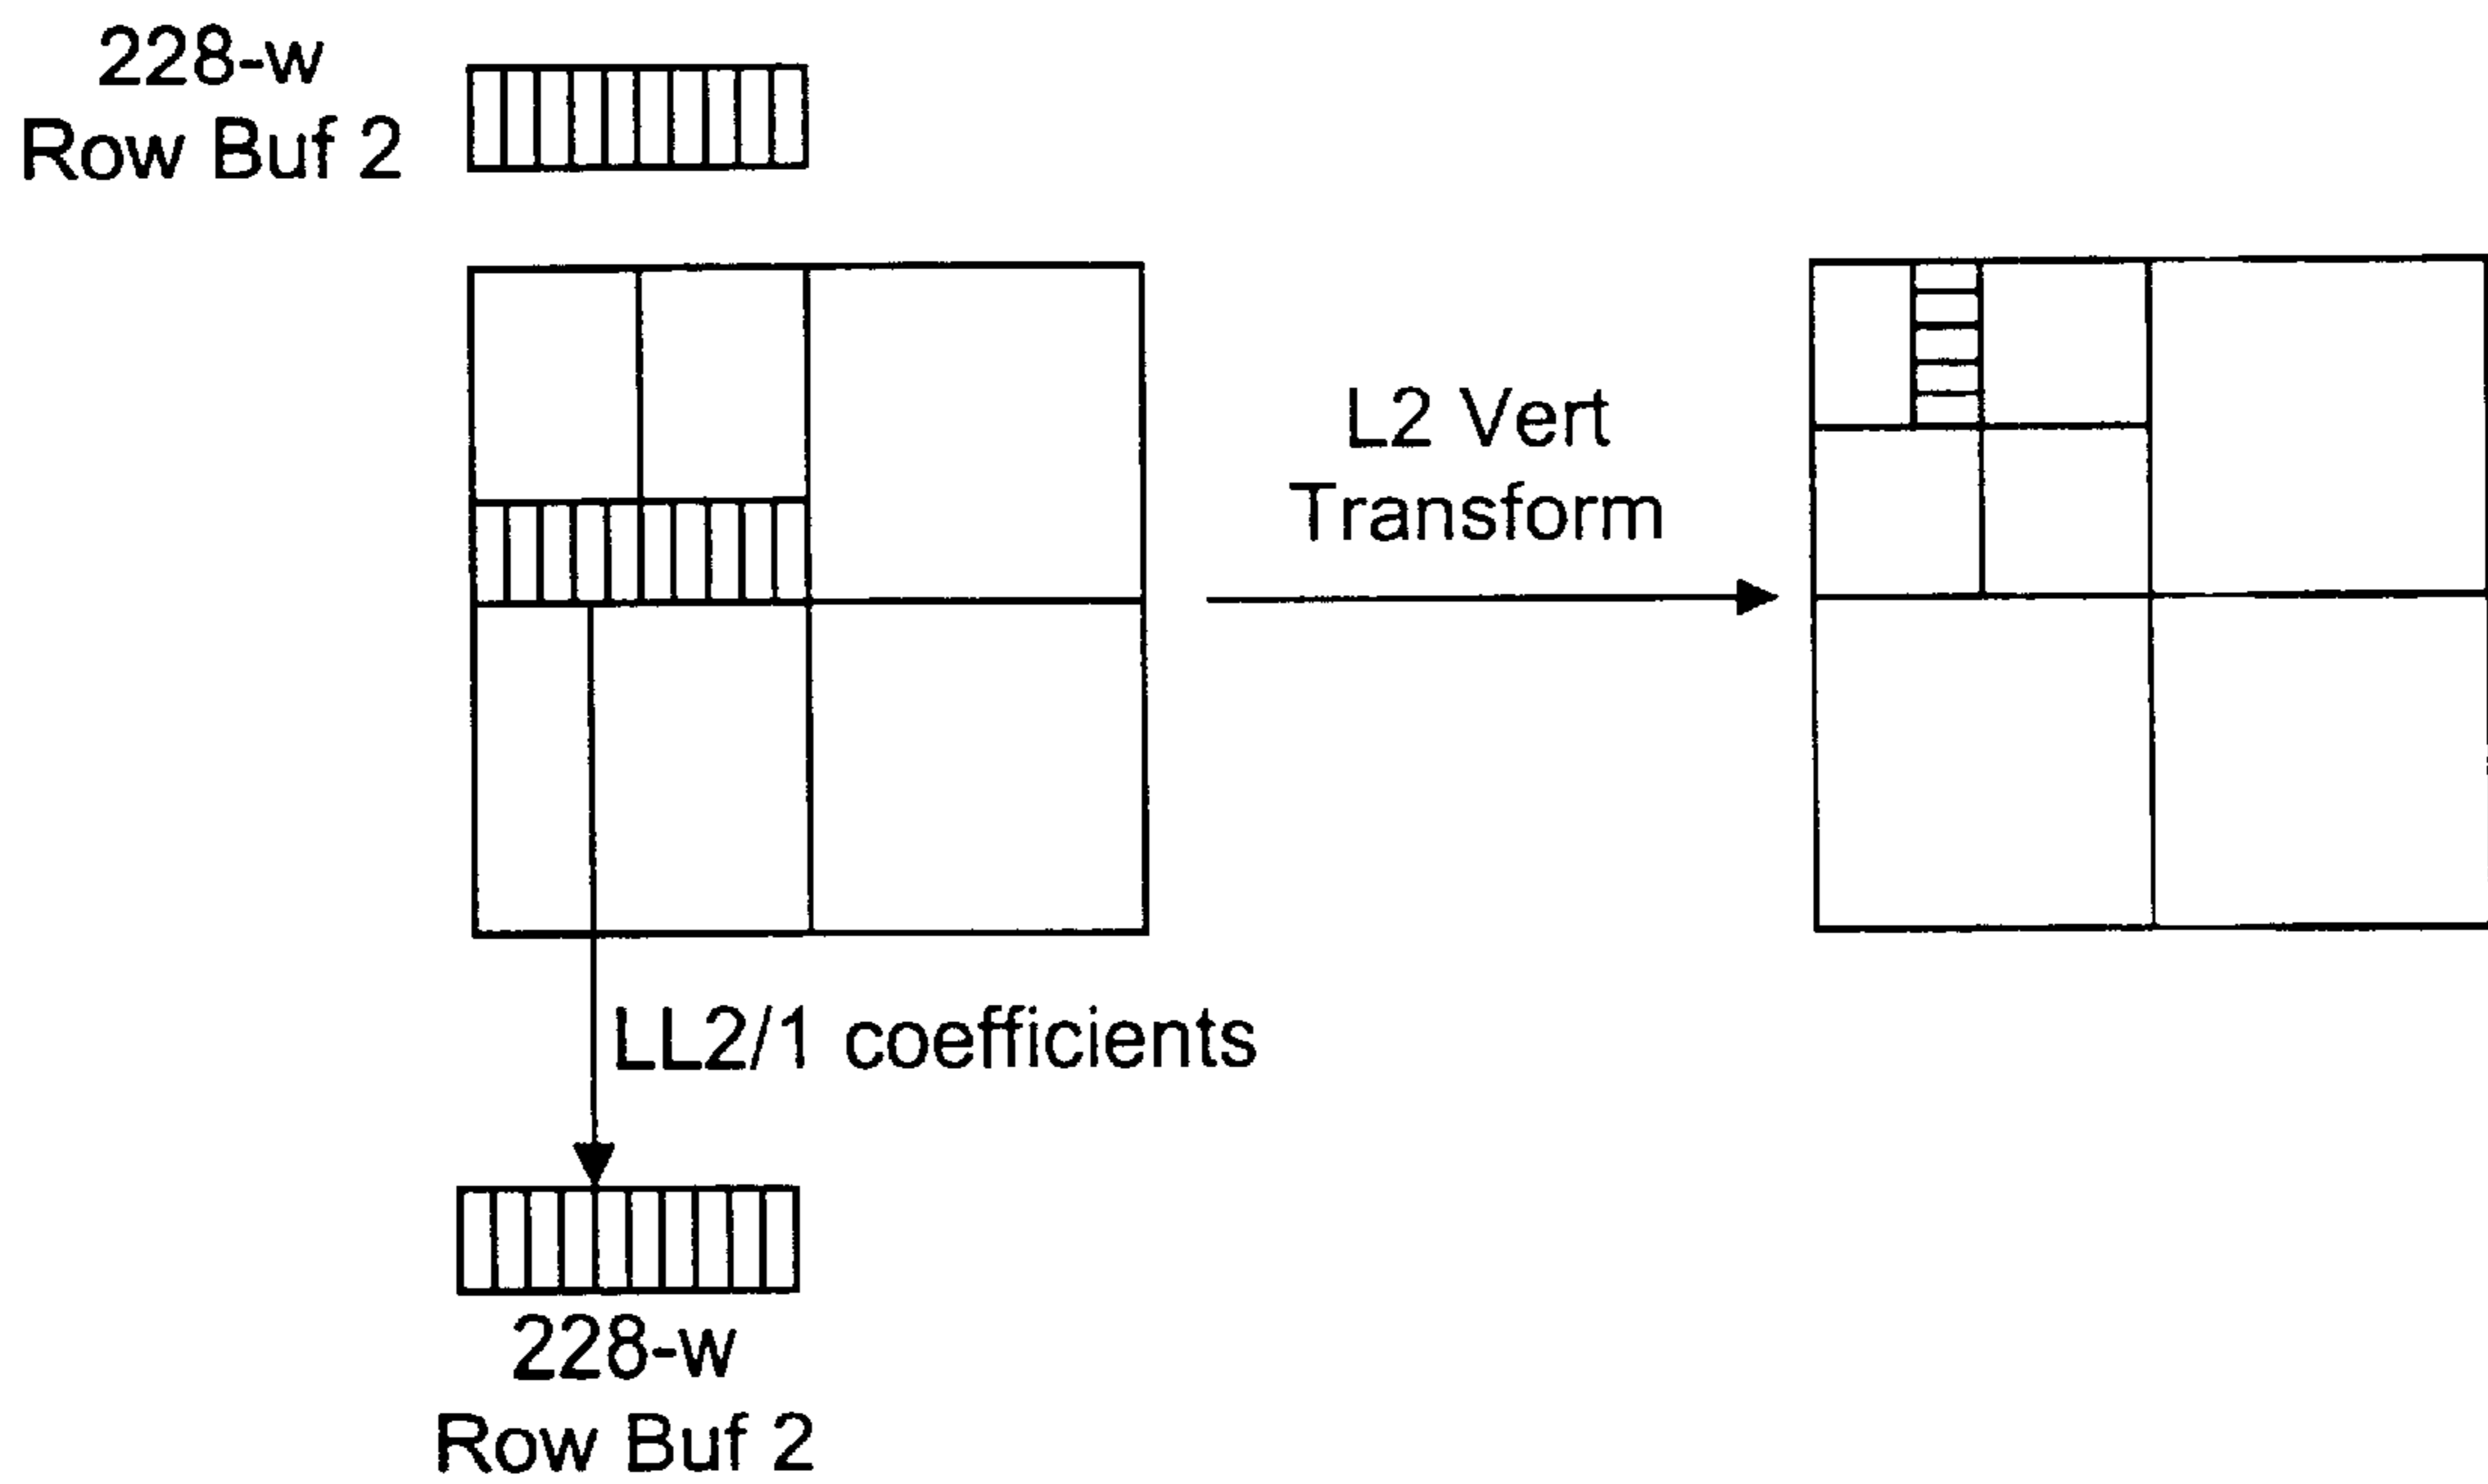 228-w
Row Buf 2
L2 Vert
Transform
LL2/1 coefficients
228-w
Row Buf 2